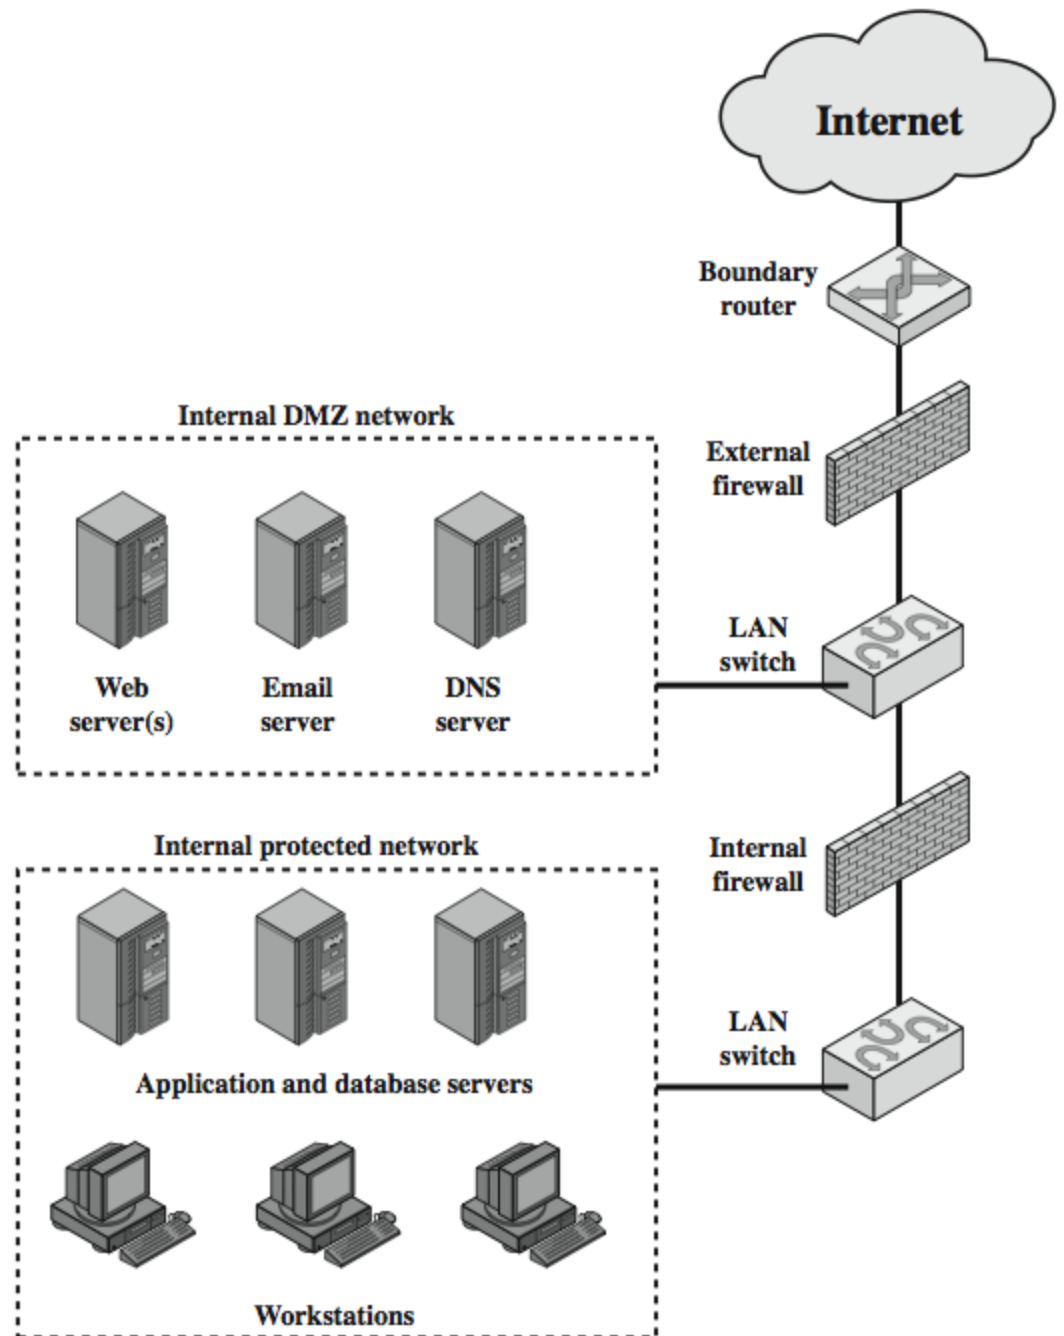 Internet
Boundary
router
Internal DMZ network
External
firewall
LAN
switch
Web
server(s)
Email
server
DNS
server
Internal protected network
Internal
firewall
LAN
switch
Application and database servers
Workstations